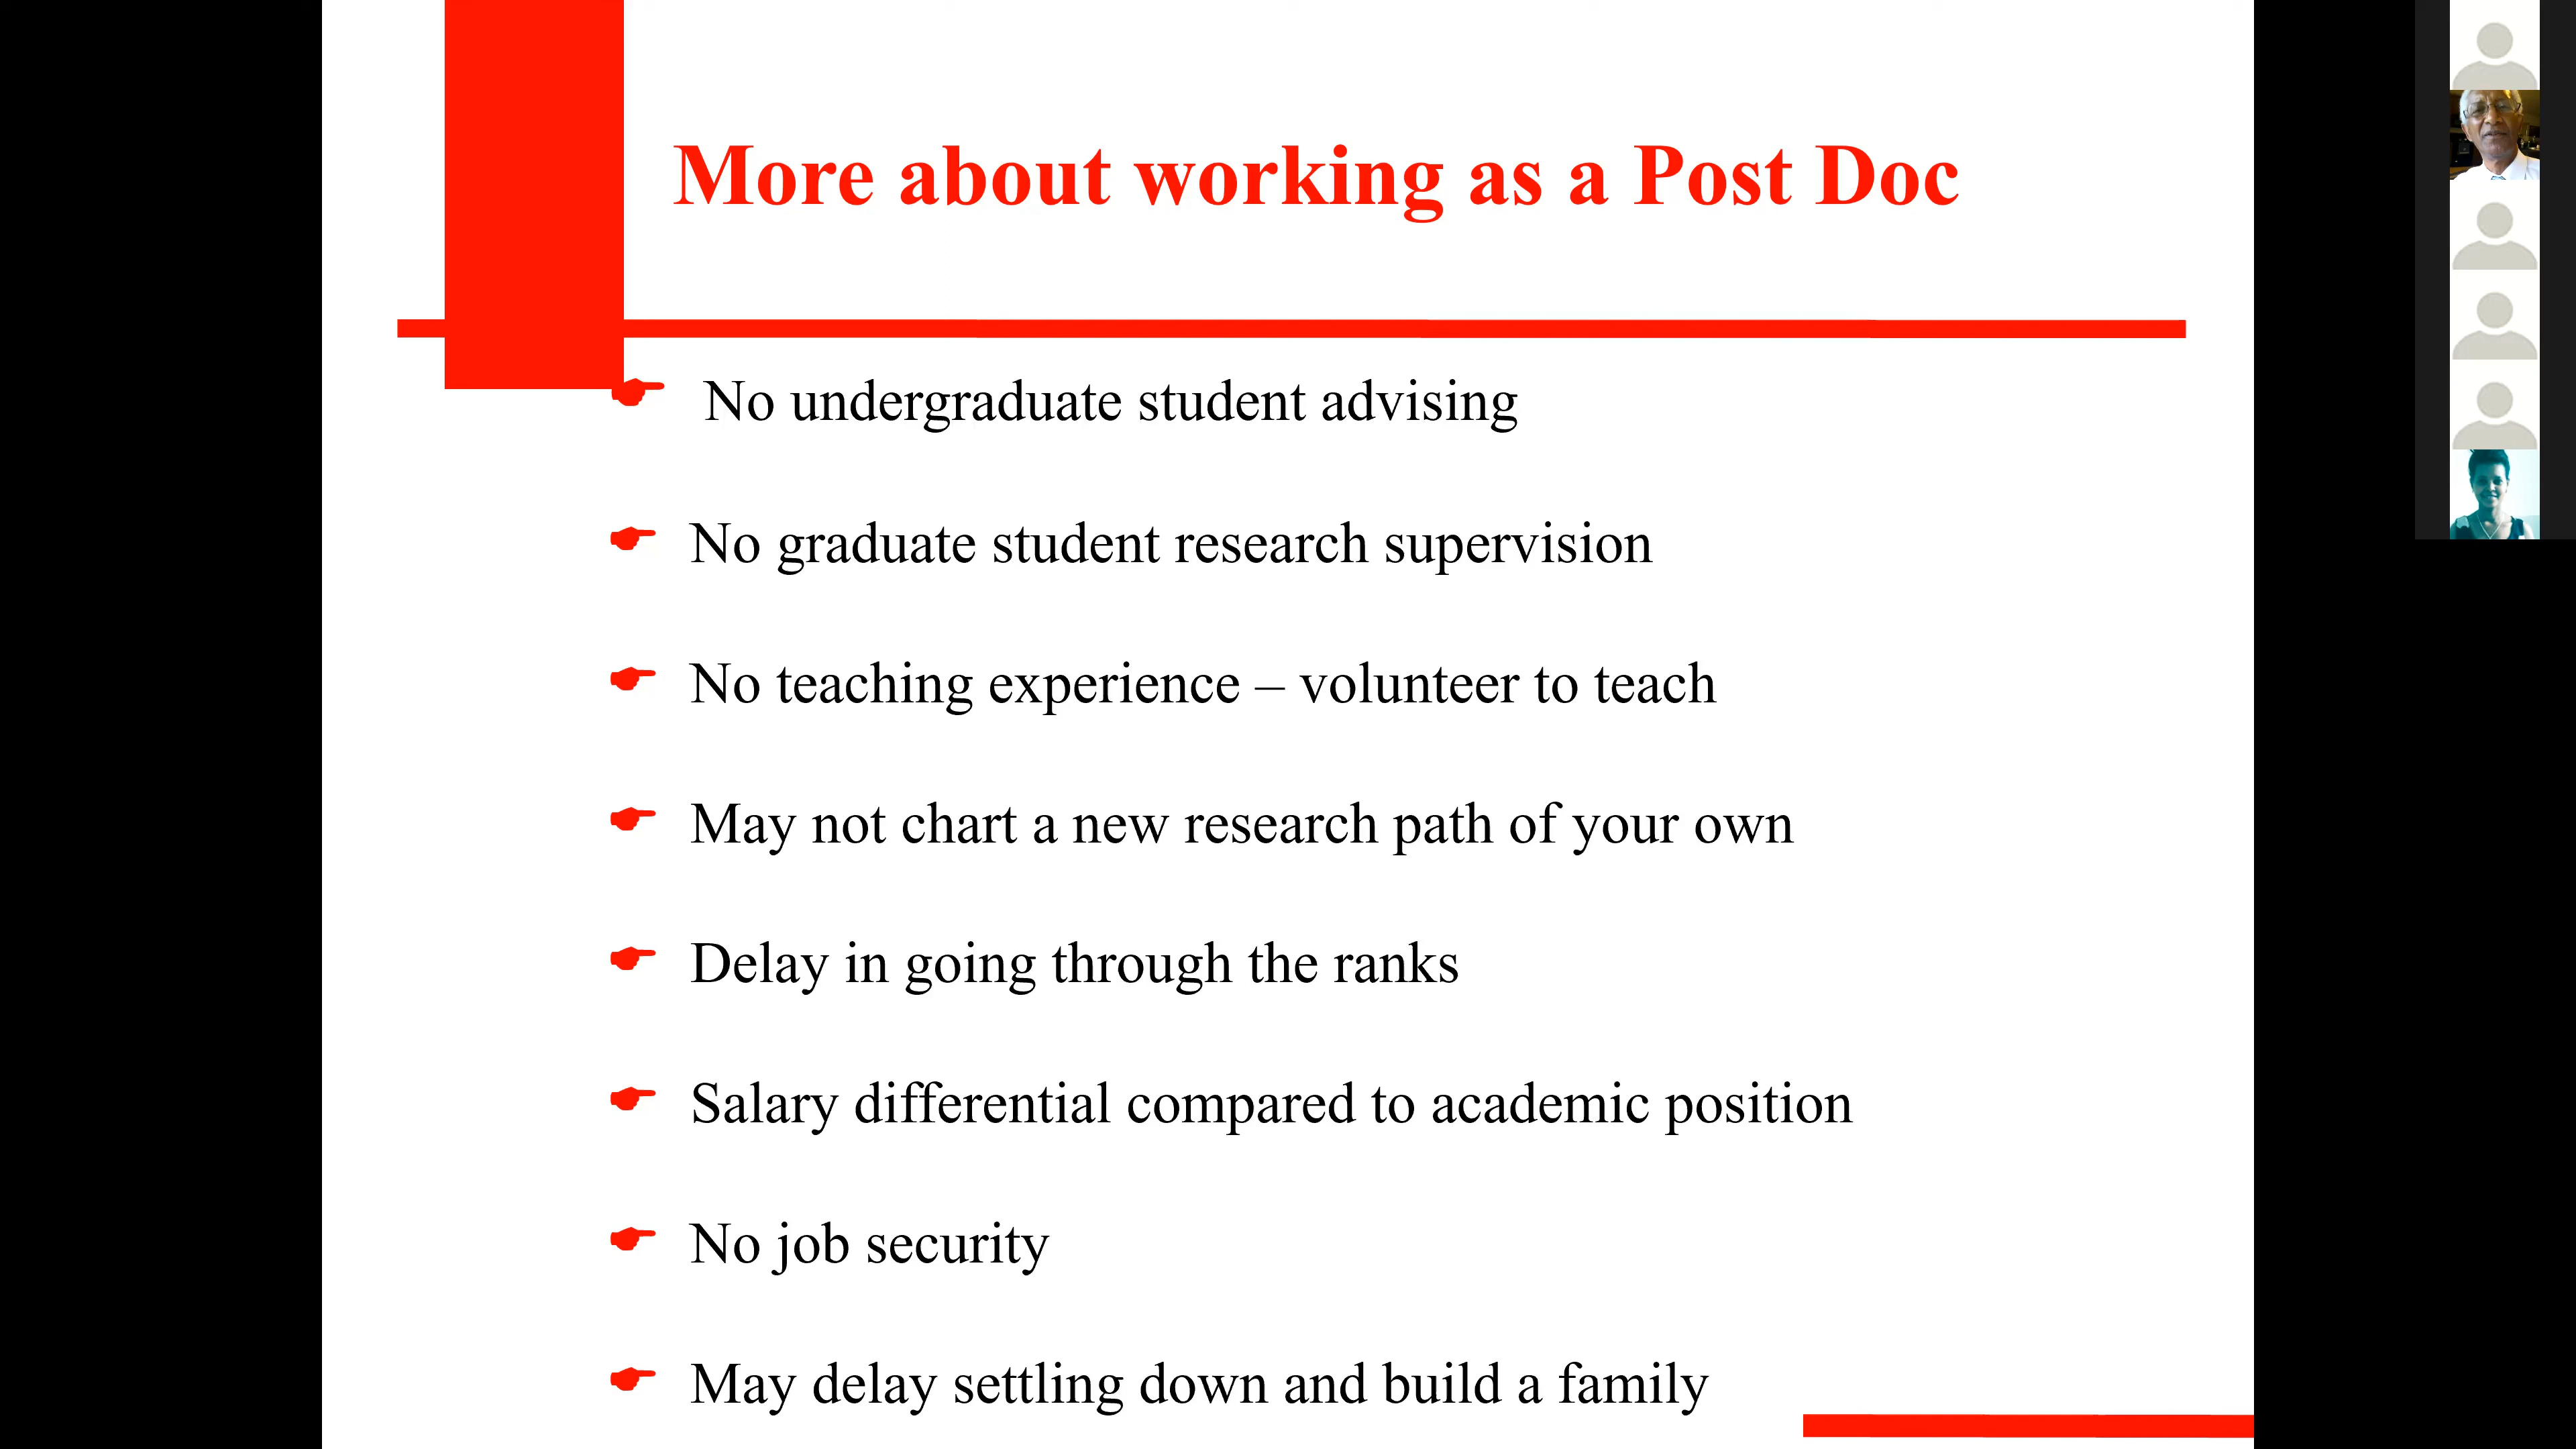 More about working as a Post Doc
No undergraduate student advising
No graduate student research supervision
No teaching experience – volunteer to teach
May not chart a new research path of your own
Delay in going through the ranks
Salary differential compared to academic position
No job security
May delay settling down and build a family